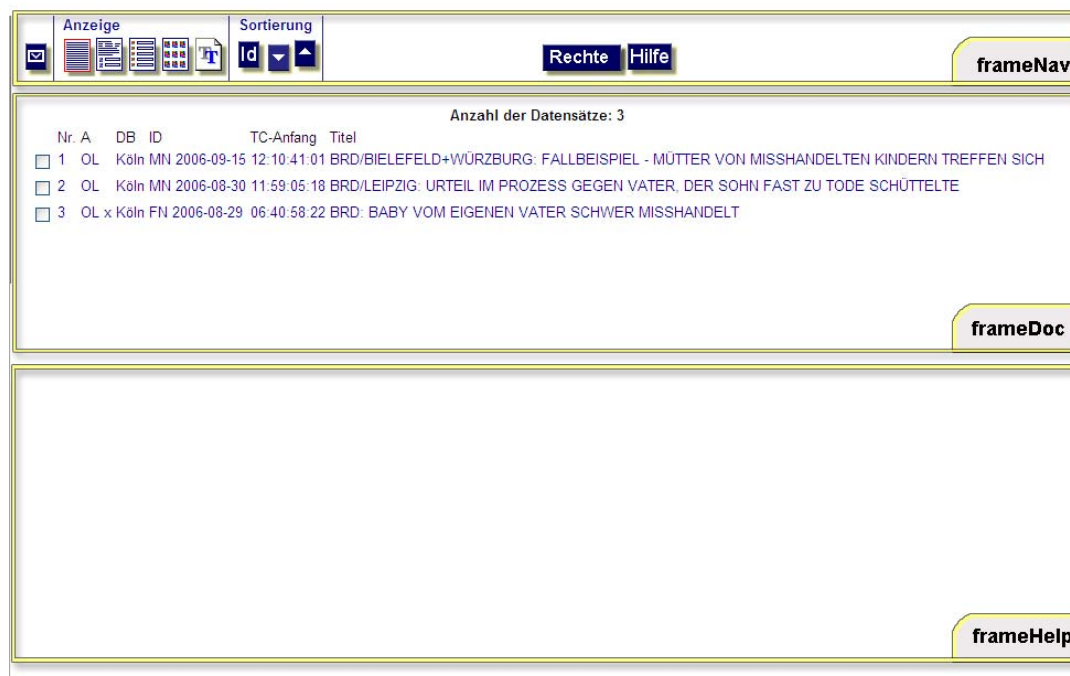 Anzeige Sortierung
Id Rechte Hilfe
frameNav
Anzahl der Datensätze: 3
Nr. A DB ID TC-Anfang Titel
1 OL Köln MN 2006-09-15 12:10:41:01 BRD/BIELEFELD+WÜRZBURG: FALLBEISPIEL - MÜTTER VON MISSHANDELTEN KINDERN TREFFEN SICH
2 OL Köln MN 2006-08-30 11:59:05:18 BRD/LEIPZIG: URTEIL IM PROZESS GEGEN VATER, DER SOHN FAST ZU TODE SCHÜTTELTE
3 OL x Köln FN 2006-08-29 06:40:58:22 BRD: BABY VOM EIGENEN VATER SCHWER MISSHANDELT
frameDoc
frameHelp